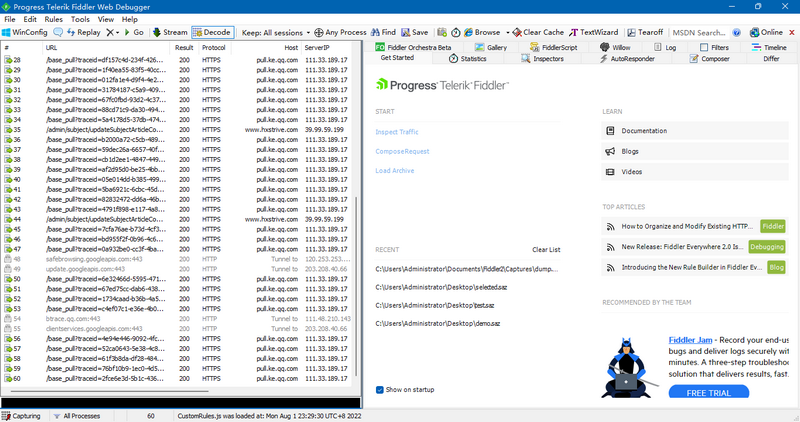 Progress Telerik Fiddler Web Debugger
File Edit Rules Tools View Help
WinConfig Replay Go Stream Decode Keep: All sessions Any Process Find Save Browse Clear Cache TextWizard Tearoff MSDN Search... Online
# URL Result Protocol Host ServerIP
28 /base_pull?traceid=df157c4d-234f-426... 200 HTTPS pull.ke.qq.com 111.33.189.17
29 /base_pull?traceid=1f40ea55-83f5-40cc... 200 HTTPS pull.ke.qq.com 111.33.189.17
30 /base_pull?traceid=012fa1e4-d9f4-4e2... 200 HTTPS pull.ke.qq.com 111.33.189.17
31 /base_pull?traceid=31784187-c5a9-409... 200 HTTPS pull.ke.qq.com 111.33.189.17
32 /base_pull?traceid=67fc0fbd-93d2-4c37... 200 HTTPS pull.ke.qq.com 111.33.189.17
33 /base_pull?traceid=88cd71c9-da30-494... 200 HTTPS pull.ke.qq.com 111.33.189.17
34 /base_pull?traceid=5a4178d5-37db-474... 200 HTTPS pull.ke.qq.com 111.33.189.17
35 /admin/subject/updateSubjectArticleCo... 200 HTTPS www.hxstrive.com 39.99.59.199
36 /base_pull?traceid=b2000a72-c5cb-489... 200 HTTPS pull.ke.qq.com 111.33.189.17
37 /base_pull?traceid=59dec26a-6657-40f... 200 HTTPS pull.ke.qq.com 111.33.189.17
38 /base_pull?traceid=cb1d2ee1-4847-449... 200 HTTPS pull.ke.qq.com 111.33.189.17
39 /base_pull?traceid=af2d95d0-be25-4bb... 200 HTTPS pull.ke.qq.com 111.33.189.17
40 /base_pull?traceid=05e014dd-b385-499... 200 HTTPS pull.ke.qq.com 111.33.189.17
41 /base_pull?traceid=5ba6921c-6cbc-45d... 200 HTTPS pull.ke.qq.com 111.33.189.17
42 /base_pull?traceid=82832472-dd6a-46b... 200 HTTPS pull.ke.qq.com 111.33.189.17
43 /base_pull?traceid=4791f898-e117-4a8... 200 HTTPS pull.ke.qq.com 111.33.189.17
44 /admin/subject/updateSubjectArticleCo... 200 HTTPS www.hxstrive.com 39.99.59.199
45 /base_pull?traceid=7cfa76ae-b73d-4cf3... 200 HTTPS pull.ke.qq.com 111.33.189.17
46 /base_pull?traceid=bd955f2f-0b96-4c6... 200 HTTPS pull.ke.qq.com 111.33.189.17
47 /base_pull?traceid=0a932be0-cc3f-4ba... 200 HTTPS pull.ke.qq.com 111.33.189.17
48 safebrowsing.googleapis.com:443 HTTP Tunnel to 120.253.253....
49 update.googleapis.com:443 HTTP Tunnel to 203.208.40.66
50 /base_pull?traceid=6e32466d-5595-471... 200 HTTPS pull.ke.qq.com 111.33.189.17
51 /base_pull?traceid=67ed75cc-dab6-438... 200 HTTPS pull.ke.qq.com 111.33.189.17
52 /base_pull?traceid=1734caad-b36b-4a5... 200 HTTPS pull.ke.qq.com 111.33.189.17
53 /base_pull?traceid=c4ef07c1-e36e-4b0... 200 HTTPS pull.ke.qq.com 111.33.189.17
54 btrace.qq.com:443 HTTP Tunnel to 111.48.210.143
55 clientservices.googleapis.com:443 HTTP Tunnel to 203.208.40.66
56 /base_pull?traceid=4e94e446-9092-4fc... 200 HTTPS pull.ke.qq.com 111.33.189.17
57 /base_pull?traceid=52ca0643-5e38-4c8... 200 HTTPS pull.ke.qq.com 111.33.189.17
58 /base_pull?traceid=61f3b8da-df28-484... 200 HTTPS pull.ke.qq.com 111.33.189.17
59 /base_pull?traceid=76bf10b9-1ec0-4d5... 200 HTTPS pull.ke.qq.com 111.33.189.17
60 /base_pull?traceid=2fce6e3d-5b1c-436... 200 HTTPS pull.ke.qq.com 111.33.189.17
FO Fiddler Orchestra Beta Gallery FiddlerScript Willow Log Filters Timeline
Get Started Statistics Inspectors AutoResponder Composer Differ
Progress Telerik Fiddler
START
Inspect Traffic
ComposeRequest
Load Archive
RECENT Clear List
C:\Users\Administrator\Documents\Fiddler2\Captures\dump...
C:\Users\Administrator\Desktop\selected.saz
C:\Users\Administrator\Desktop\test.saz
C:\Users\Administrator\Desktop\demo.saz
Show on startup
LEARN
Documentation
Blogs
Videos
TOP ARTICLES
How to Organize and Modify Existing HTTP... Fiddler
New Release: Fiddler Everywhere 2.0 Is... Debugging
Introducing the New Rule Builder in Fiddler Ev... Blog
RECOMMENDED BY THE TEAM
Fiddler Jam - Record your end-us
bugs and deliver logs securely wit
minutes. A three-step troubleshoo
solution that delivers results, fast.
FREE TRIAL
Capturing All Processes 60 CustomRules.js was loaded at: Mon Aug 1 23:29:30 UTC+8 2022